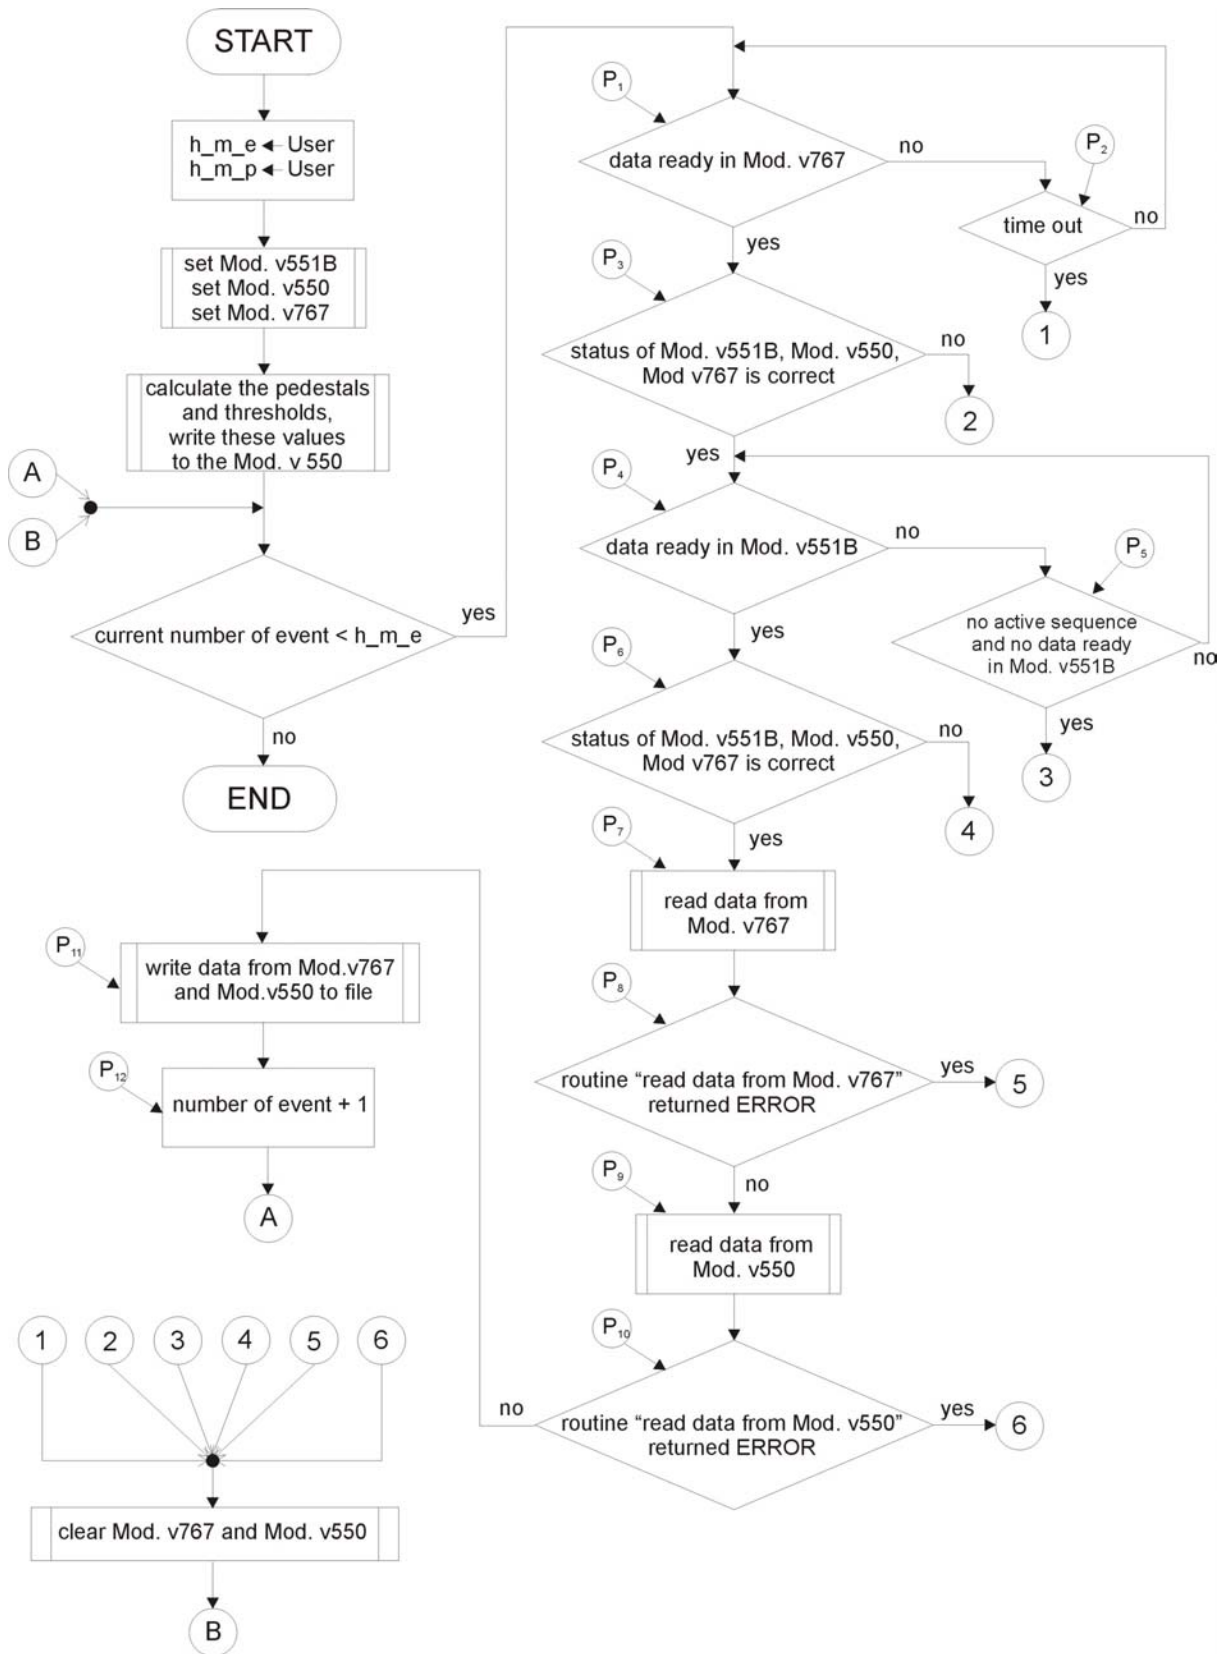 START
h_m_e ← User
h_m_p ← User
set Mod. v551B
set Mod. v550
set Mod. v767
calculate the pedestals
and thresholds,
write these values
to the Mod. v 550
A
B
current number of event < h_m_e
yes
no
END
P1
data ready in Mod. v767
no
P2
time out
no
yes
1
yes
P3
status of Mod. v551B, Mod. v550,
Mod v767 is correct
no
2
yes
P4
data ready in Mod. v551B
no
P5
no active sequence
and no data ready
in Mod. v551B
no
yes
3
yes
P6
status of Mod. v551B, Mod. v550,
Mod v767 is correct
no
4
yes
P7
read data from
Mod. v767
P8
routine “read data from Mod. v767”
returned ERROR
yes
5
no
P9
read data from
Mod. v550
P10
routine “read data from Mod. v550”
returned ERROR
yes
6
no
P11
write data from Mod.v767
and Mod.v550 to file
P12
number of event + 1
A
1 2 3 4 5 6
clear Mod. v767 and Mod. v550
B